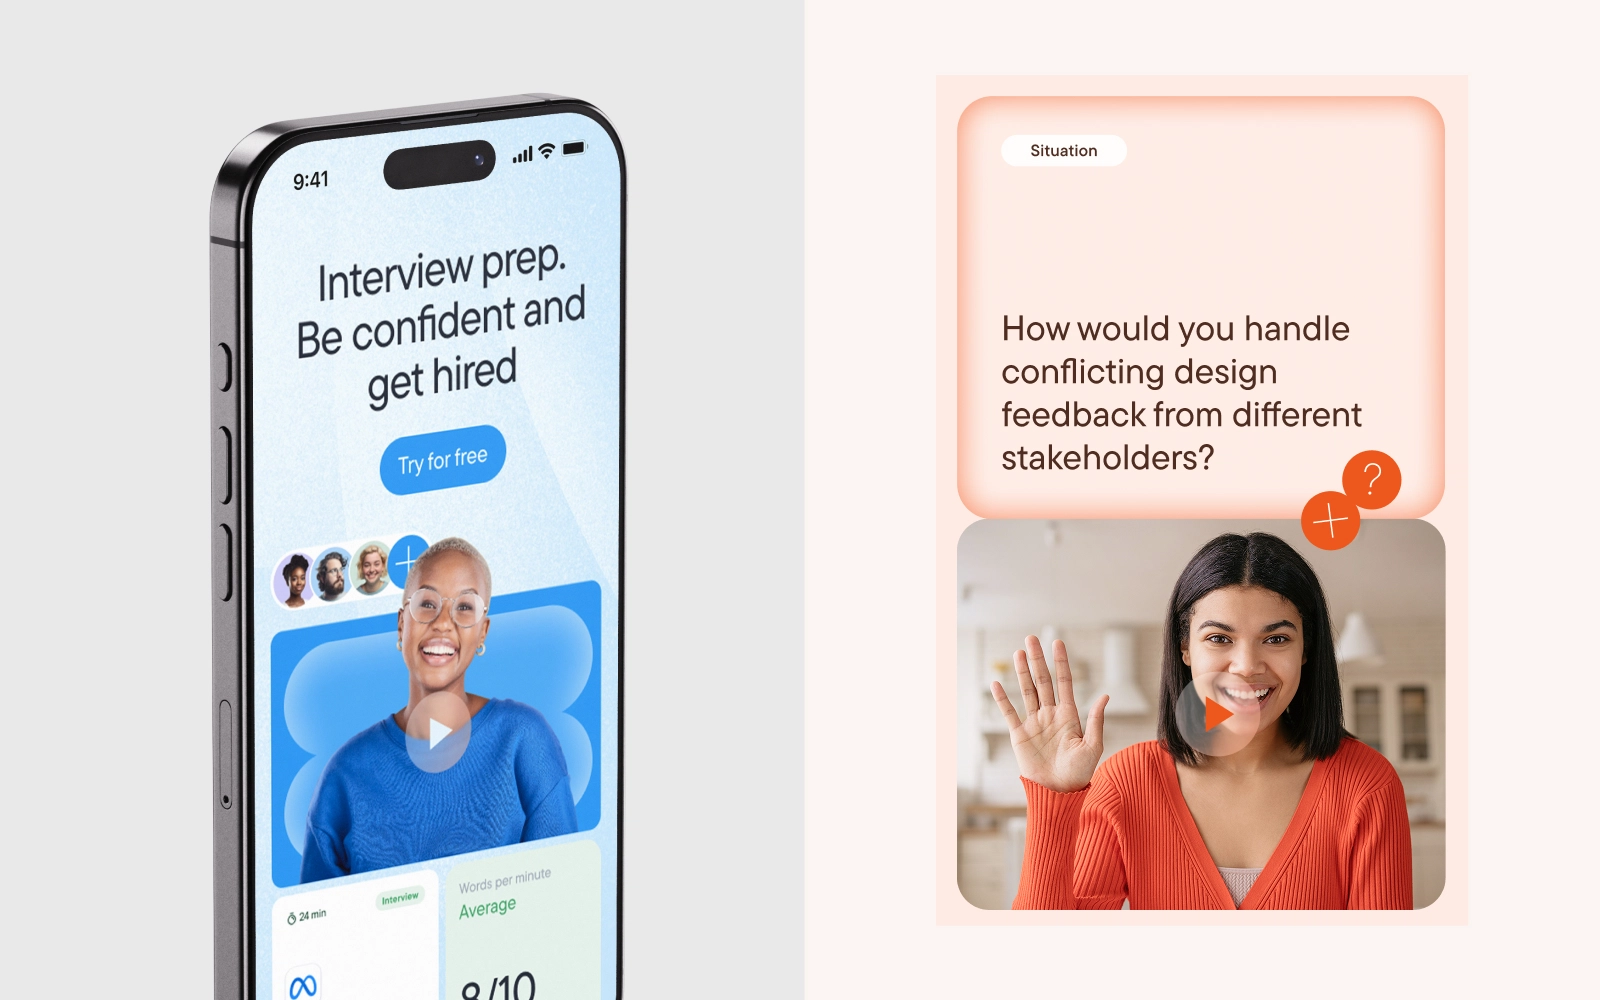 9:41
Interview prep.
Be confident and
get hired
Try for free
24 min
Interview
Words per minute
Average
8/10
Situation
How would you handle
conflicting design
feedback from different
stakeholders?
?